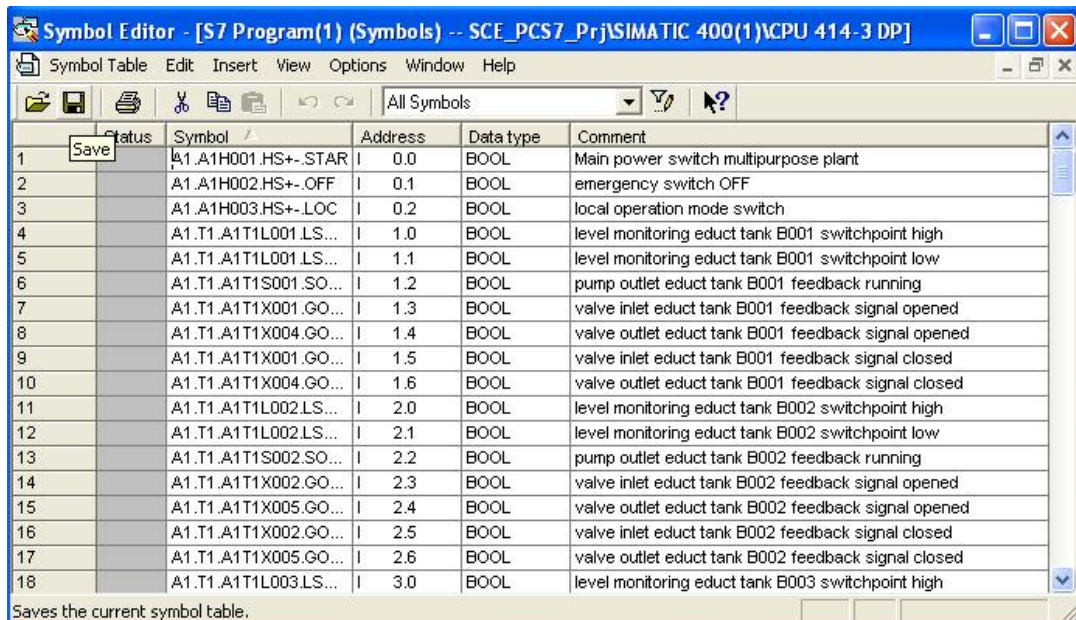 Symbol Editor - [S7 Program(1) (Symbols) -- SCE_PCS7_Prj\SIMATIC 400(1)\CPU 414-3 DP]
Symbol Table Edit Insert View Options Window Help
All Symbols
Status Symbol Address Data type Comment
Save
1 A1.A1H001.HS+-.STAR I 0.0 BOOL Main power switch multipurpose plant
2 A1.A1H002.HS+-.OFF I 0.1 BOOL emergency switch OFF
3 A1.A1H003.HS+-.LOC I 0.2 BOOL local operation mode switch
4 A1.T1.A1T1L001.LS... I 1.0 BOOL level monitoring educt tank B001 switchpoint high
5 A1.T1.A1T1L001.LS... I 1.1 BOOL level monitoring educt tank B001 switchpoint low
6 A1.T1.A1T1S001.SO... I 1.2 BOOL pump outlet educt tank B001 feedback running
7 A1.T1.A1T1X001.GO... I 1.3 BOOL valve inlet educt tank B001 feedback signal opened
8 A1.T1.A1T1X004.GO... I 1.4 BOOL valve outlet educt tank B001 feedback signal opened
9 A1.T1.A1T1X001.GO... I 1.5 BOOL valve inlet educt tank B001 feedback signal closed
10 A1.T1.A1T1X004.GO... I 1.6 BOOL valve outlet educt tank B001 feedback signal closed
11 A1.T1.A1T1L002.LS... I 2.0 BOOL level monitoring educt tank B002 switchpoint high
12 A1.T1.A1T1L002.LS... I 2.1 BOOL level monitoring educt tank B002 switchpoint low
13 A1.T1.A1T1S002.SO... I 2.2 BOOL pump outlet educt tank B002 feedback running
14 A1.T1.A1T1X002.GO... I 2.3 BOOL valve inlet educt tank B002 feedback signal opened
15 A1.T1.A1T1X005.GO... I 2.4 BOOL valve outlet educt tank B002 feedback signal opened
16 A1.T1.A1T1X002.GO... I 2.5 BOOL valve inlet educt tank B002 feedback signal closed
17 A1.T1.A1T1X005.GO... I 2.6 BOOL valve outlet educt tank B002 feedback signal closed
18 A1.T1.A1T1L003.LS... I 3.0 BOOL level monitoring educt tank B003 switchpoint high
Saves the current symbol table.